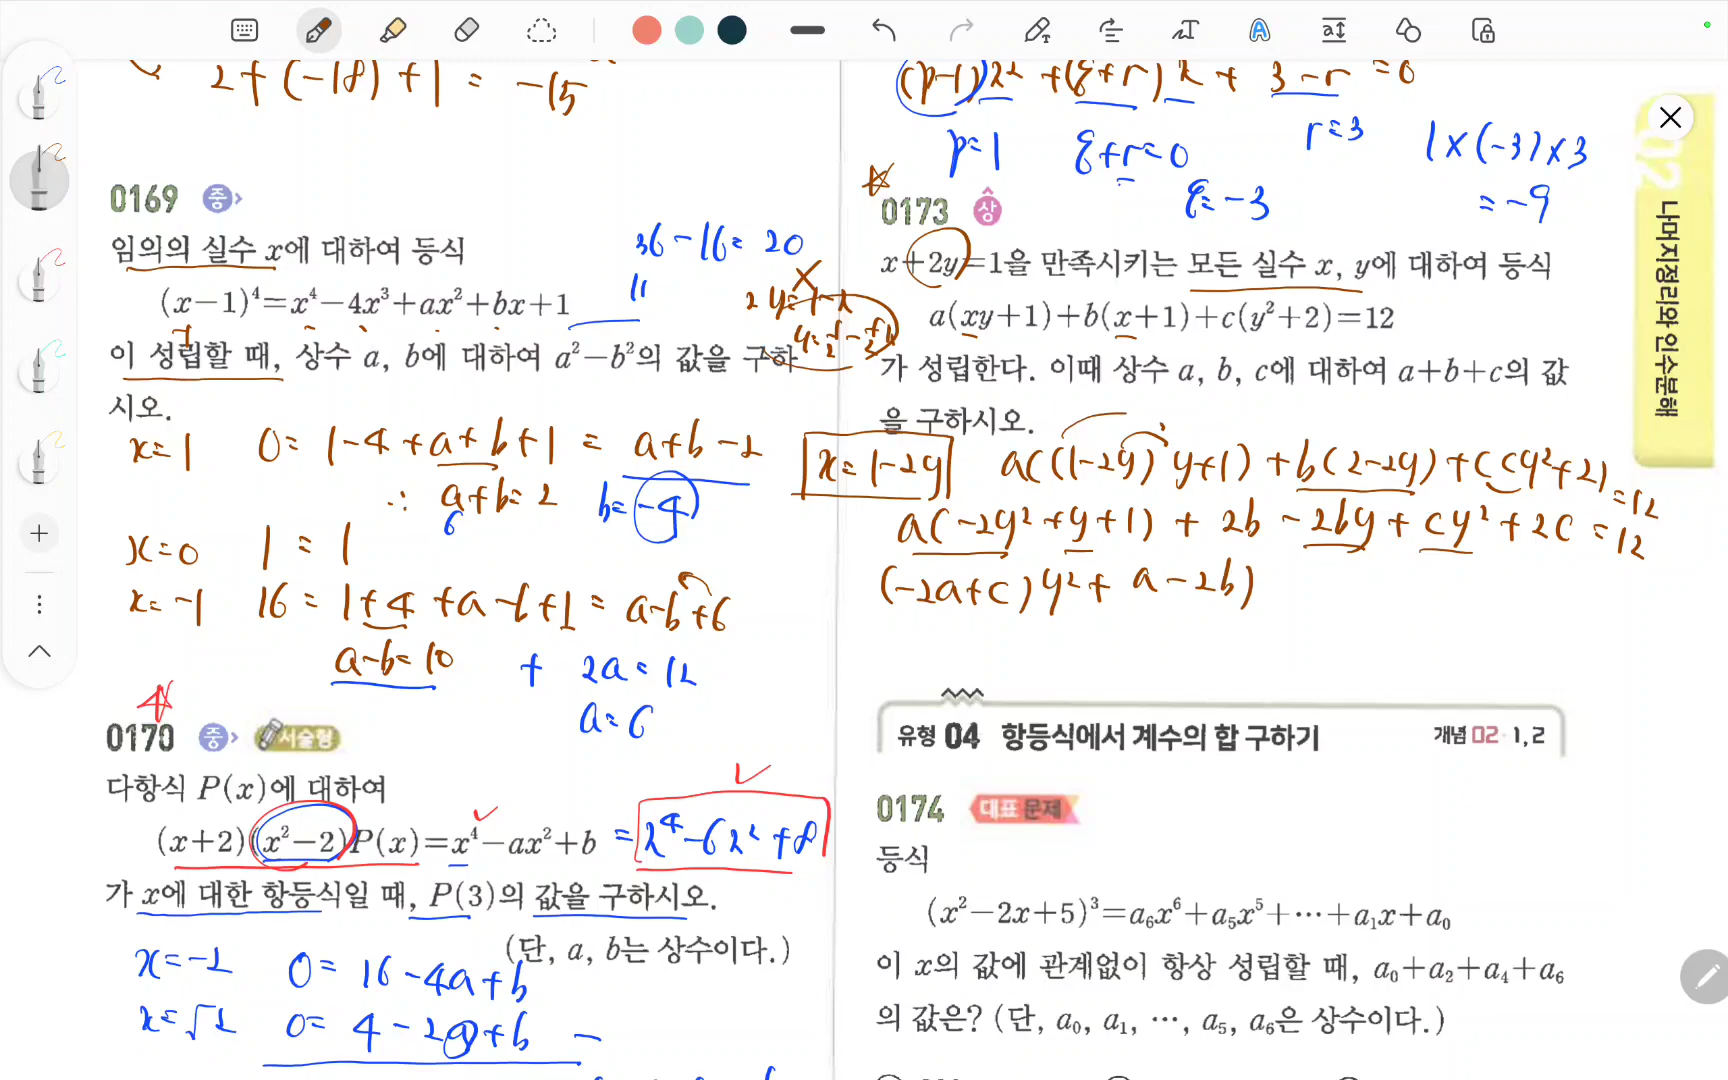 2+(-18)+1 = -15
0169 중
임의의 실수 x에 대하여 등식
(x-1)⁴=x⁴-4x³+ax²+bx+1
이 성립할 때, 상수 a, b에 대하여 a²-b²의 값을 구하
시오.
36-16=20
x=1 0=1-4+a+b+1 = a+b-2
∴ a+b=2 b=-4
6
x=0 1=1
x=-1 16=1+4+a-b+1=a-b+6
a-b=10 + 2a=12
a=6
0170 중 서술형
다항식 P(x)에 대하여
(x+2)(x²-2)P(x)=x⁴-ax²+b = x⁴-6x²+8
가 x에 대한 항등식일 때, P(3)의 값을 구하시오.
(단, a, b는 상수이다.)
x=-2 0=16-4a+b
x=√2 0=4-2a+b
(p-1)x²+(q+r)x+3-r=0
p=1 q+r=0 r=3 1×(-3)×3
q=-3 =-9
0173 상
x+2y=1을 만족시키는 모든 실수 x, y에 대하여 등식
a(xy+1)+b(x+1)+c(y²+2)=12
가 성립한다. 이때 상수 a, b, c에 대하여 a+b+c의 값
을 구하시오.
2y=1-x
x=1-2y a((1-2y)y+1)+b(2-2y)+c(y²+2)=12
a(-2y²+y+1)+2b-2by+cy²+2c=12
(-2a+c)y²+a-2b)
유형 04 항등식에서 계수의 합 구하기 개념 02 1, 2
0174 대표 문제
등식
(x²-2x+5)³=a₆x⁶+a₅x⁵+⋯+a₁x+a₀
이 x의 값에 관계없이 항상 성립할 때, a₀+a₂+a₄+a₆
의 값은? (단, a₀, a₁, ⋯, a₅, a₆은 상수이다.)
02 나머지정리와 인수분해